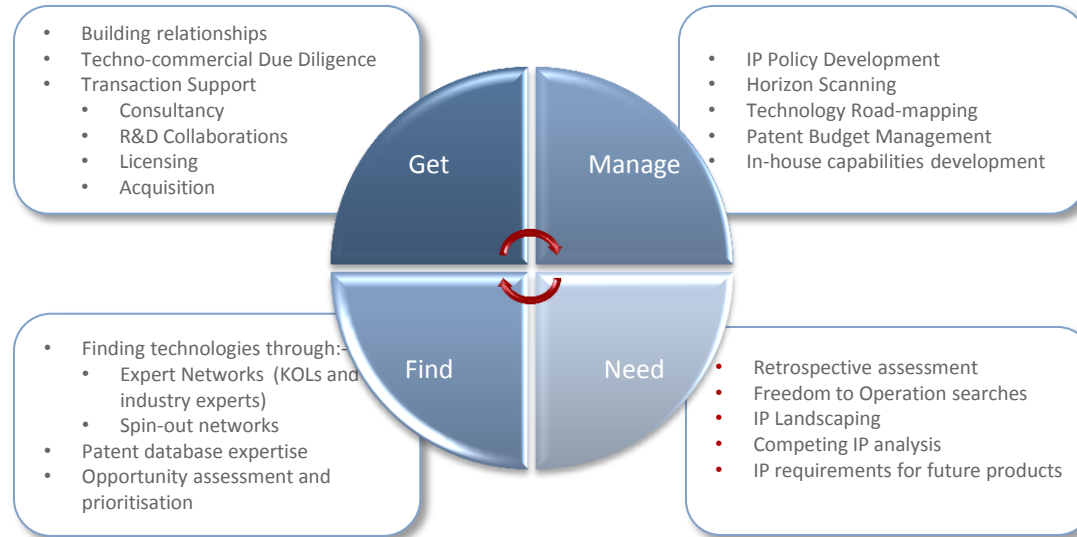 • Building relationships
• Techno-commercial Due Diligence
• Transaction Support
• Consultancy
• R&D Collaborations
• Licensing
• Acquisition
• IP Policy Development
• Horizon Scanning
• Technology Road-mapping
• Patent Budget Management
• In-house capabilities development
Get
Manage
Find
Need
• Finding technologies through:-
• Expert Networks (KOLs and
industry experts)
• Spin-out networks
• Patent database expertise
• Opportunity assessment and
prioritisation
• Retrospective assessment
• Freedom to Operation searches
• IP Landscaping
• Competing IP analysis
• IP requirements for future products